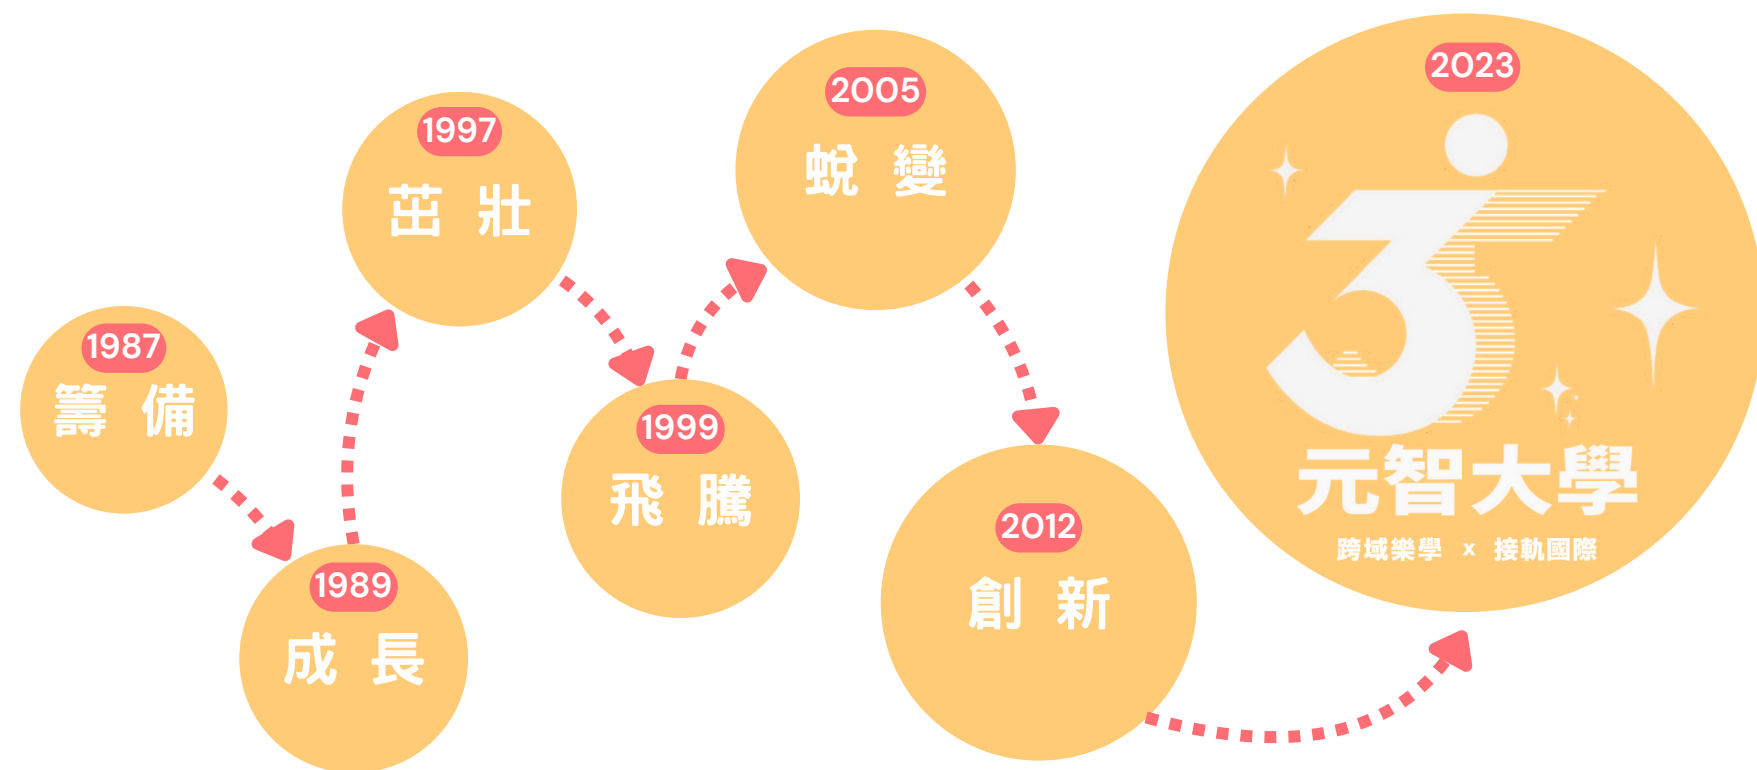 1987
籌 備
1989
成 長
1997
茁 壯
1999
飛 騰
2005
蛻 變
2012
創 新
2023
35
元智大學
跨域樂學 x 接軌國際